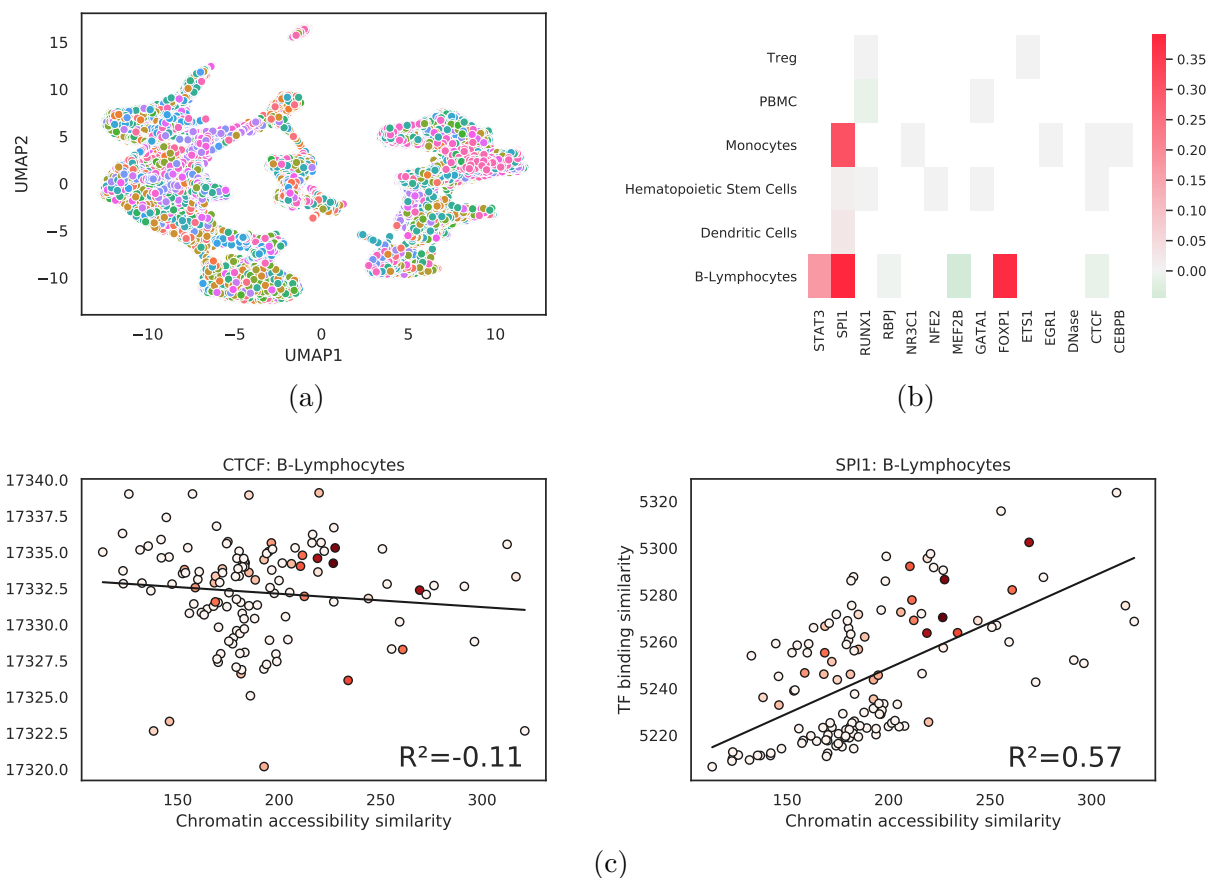 15
10
5
0
−5
−10
UMAP2
−10
−5
0
5
10
UMAP1
(a)
Treg
PBMC
Monocytes
Hematopoietic Stem Cells
Dendritic Cells
B-Lymphocytes
STAT3
SPI1
RUNX1
RBPJ
NR3C1
NFE2
MEF2B
GATA1
FOXP1
ETS1
EGR1
DNase
CTCF
CEBPB
0.35
0.30
0.25
0.20
0.15
0.10
0.05
0.00
(b)
CTCF: B-Lymphocytes
17340.0
17337.5
17335.0
17332.5
17330.0
17327.5
17325.0
17322.5
17320.0
R²=-0.11
150
200
250
300
Chromatin accessibility similarity
SPI1: B-Lymphocytes
TF binding similarity
5320
5300
5280
5260
5240
5220
R²=0.57
150
200
250
300
Chromatin accessibility similarity
(c)